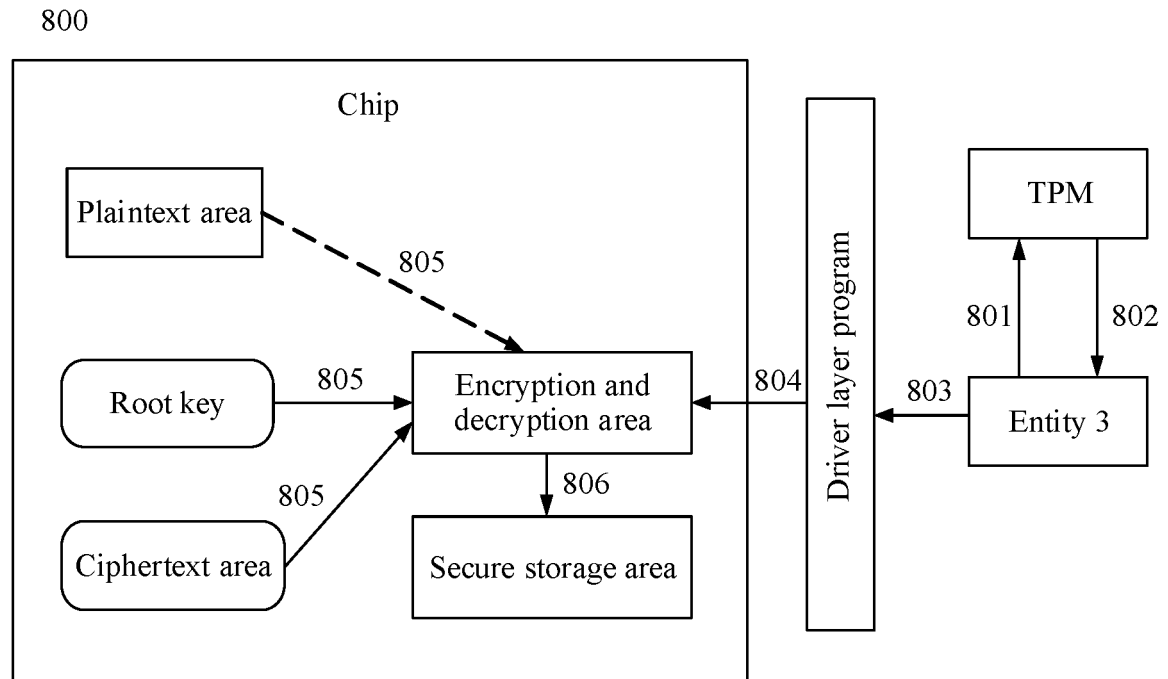 800
Chip
Plaintext area
805
Root key
805
Encryption and
decryption area
805
Ciphertext area
806
Secure storage area
804
Driver layer program
803
TPM
801
802
Entity 3